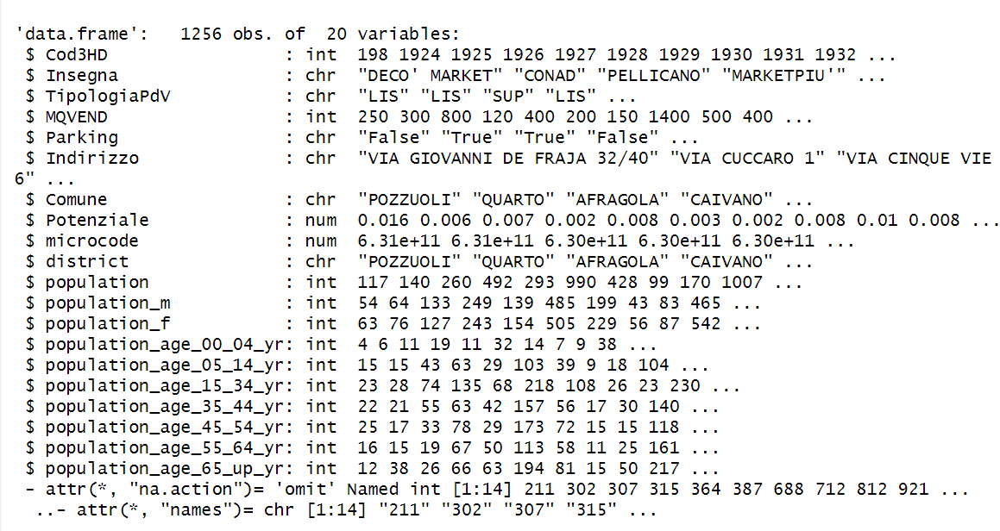 'data.frame':   1256 obs. of  20 variables:
 $ Cod3HD                 : int  198 1924 1925 1926 1927 1928 1929 1930 1931 1932 ...
 $ Insegna                : chr  "DECO' MARKET" "CONAD" "PELLICANO" "MARKETPIU'" ...
 $ TipologiaPdV           : chr  "LIS" "LIS" "SUP" "LIS" ...
 $ MQVEND                 : int  250 300 800 120 400 200 150 1400 500 400 ...
 $ Parking                : chr  "False" "True" "True" "False" ...
 $ Indirizzo              : chr  "VIA GIOVANNI DE FRAJA 32/40" "VIA CUCCARO 1" "VIA CINQUE VIE
6" ...
 $ Comune                 : chr  "POZZUOLI" "QUARTO" "AFRAGOLA" "CAIVANO" ...
 $ Potenziale             : num  0.016 0.006 0.007 0.002 0.008 0.003 0.002 0.008 0.01 0.008 ...
 $ microcode              : num  6.31e+11 6.31e+11 6.30e+11 6.30e+11 6.30e+11 ...
 $ district               : chr  "POZZUOLI" "QUARTO" "AFRAGOLA" "CAIVANO" ...
 $ population             : int  117 140 260 492 293 990 428 99 170 1007 ...
 $ population_m           : int  54 64 133 249 139 485 199 43 83 465 ...
 $ population_f           : int  63 76 127 243 154 505 229 56 87 542 ...
 $ population_age_00_04_yr: int  4 6 11 19 11 32 14 7 9 38 ...
 $ population_age_05_14_yr: int  15 15 43 63 29 103 39 9 18 104 ...
 $ population_age_15_34_yr: int  23 28 74 135 68 218 108 26 23 230 ...
 $ population_age_35_44_yr: int  22 21 55 63 42 157 56 17 30 140 ...
 $ population_age_45_54_yr: int  25 17 33 78 29 173 72 15 15 118 ...
 $ population_age_55_64_yr: int  16 15 19 67 50 113 58 11 25 161 ...
 $ population_age_65_up_yr: int  12 38 26 66 63 194 81 15 50 217 ...
 - attr(*, "na.action")= 'omit' Named int [1:14] 211 302 307 315 364 387 688 712 812 921 ...
  ..- attr(*, "names")= chr [1:14] "211" "302" "307" "315" ...